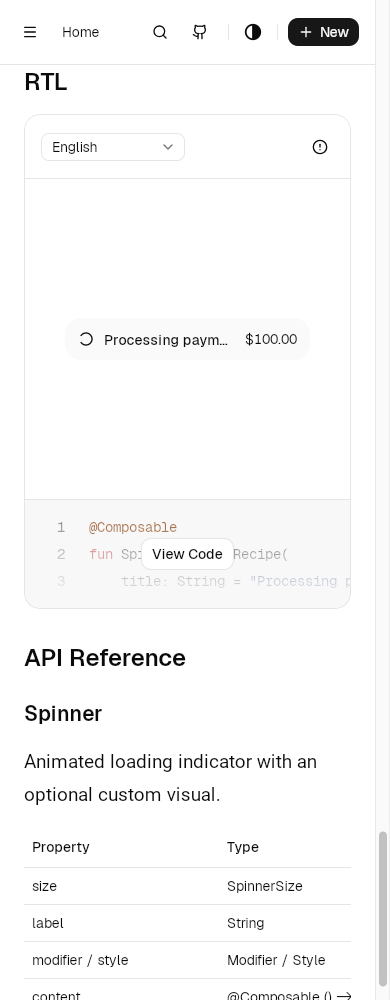 Home
New
RTL
English
Processing paym…
$100.00
1 @Composable
2 fun Spi
View Code
Recipe(
3 title: String = "Processing p
API Reference
Spinner
Animated loading indicator with an
optional custom visual.
Property Type
size SpinnerSize
label String
modifier / style Modifier / Style
content @Composable () ->